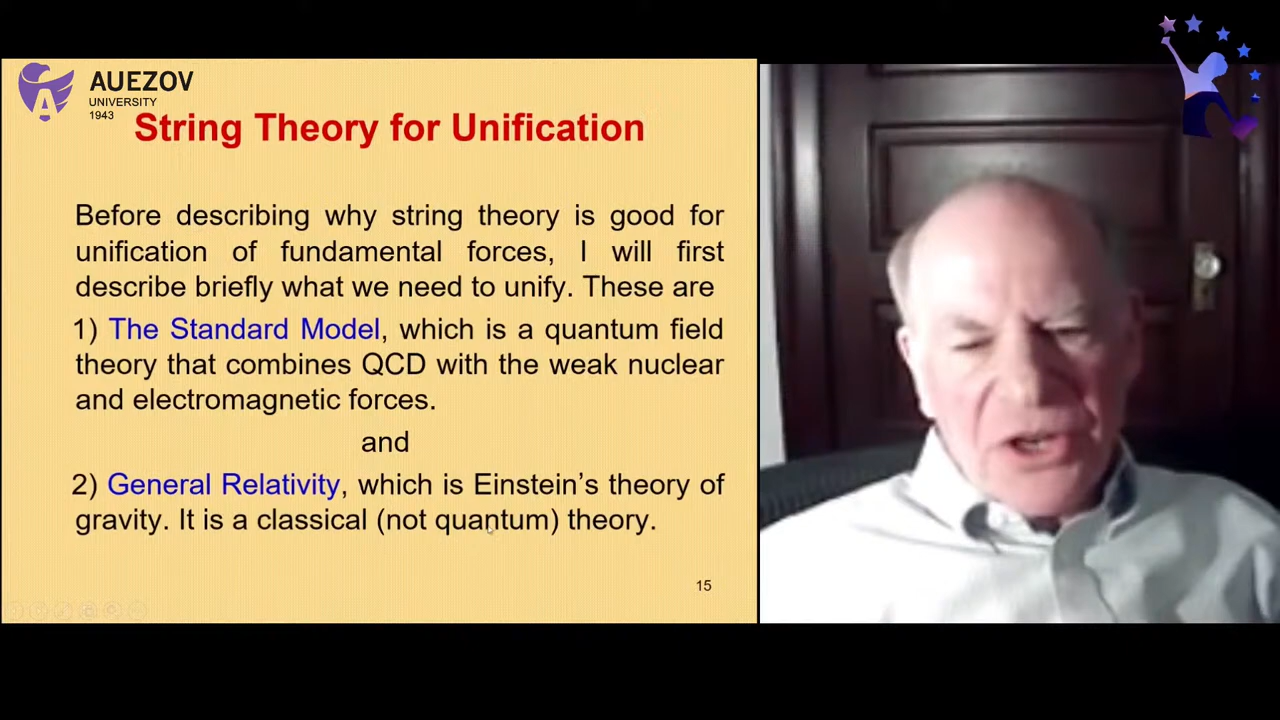 AUEZOV
UNIVERSITY
1943
String Theory for Unification
Before describing why string theory is good for
unification of fundamental forces, I will first
describe briefly what we need to unify. These are
1) The Standard Model, which is a quantum field
theory that combines QCD with the weak nuclear
and electromagnetic forces.
and
2) General Relativity, which is Einstein’s theory of
gravity. It is a classical (not quantum) theory.
15